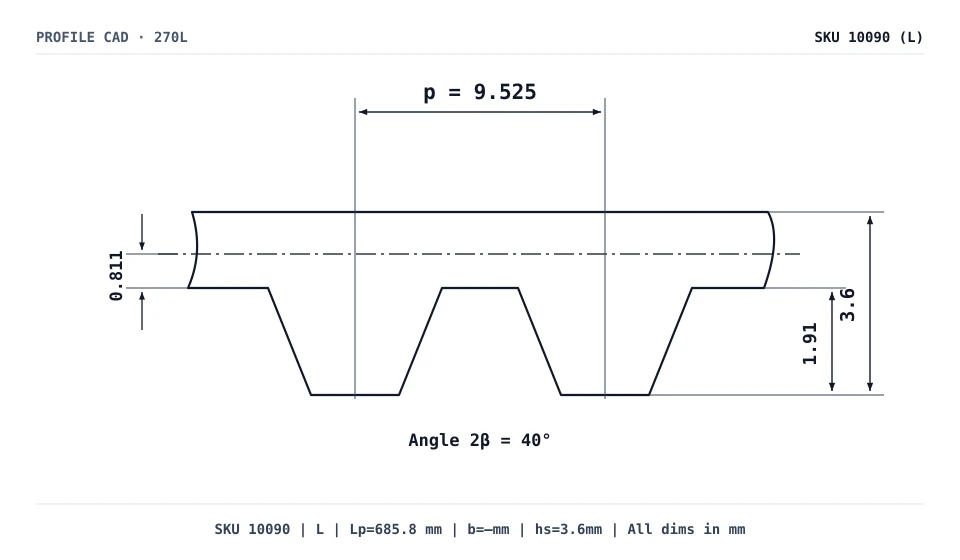 PROFILE CAD · 270L
SKU 10090 (L)
p = 9.525
0.811
3.6
1.91
Angle 2β = 40°
SKU 10090 | L | Lp=685.8 mm | b=—mm | hs=3.6mm | All dims in mm